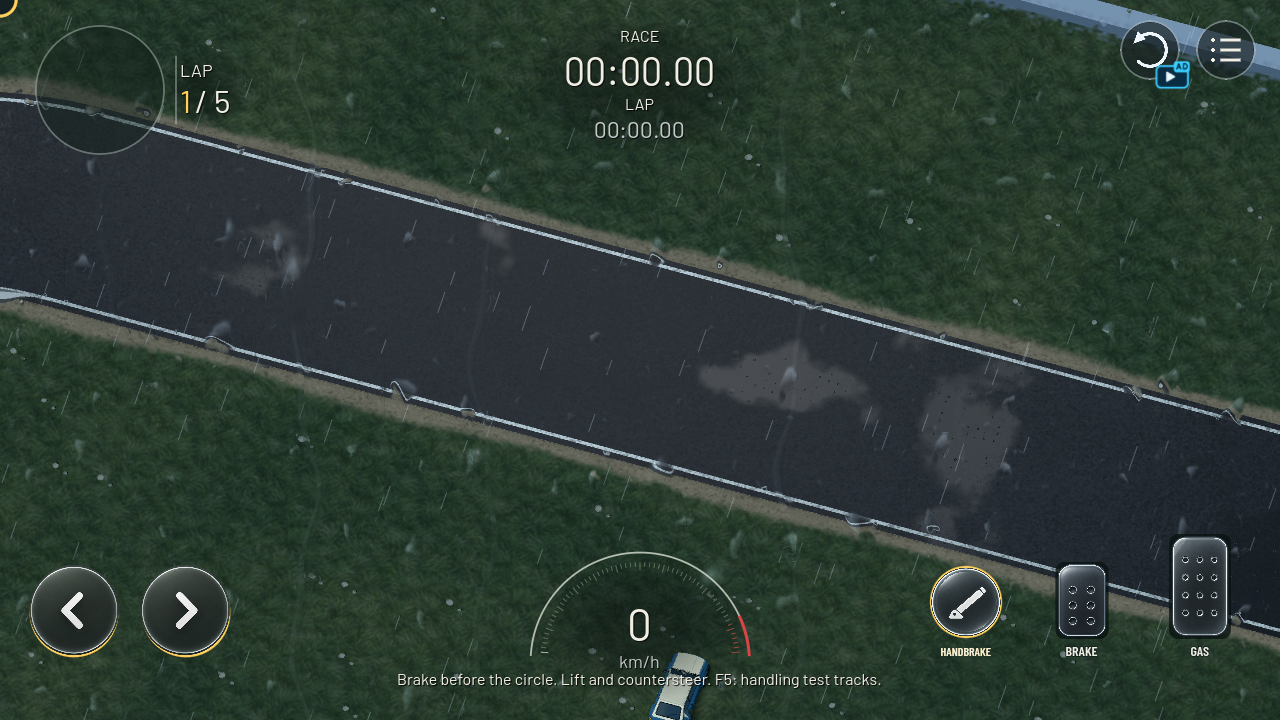 RACE
00:00.00
LAP
00:00.00
LAP
1 / 5
AD
0
km/h
Brake before the circle. Lift and countersteer. F5: handling test tracks.
HANDBRAKE
BRAKE
GAS